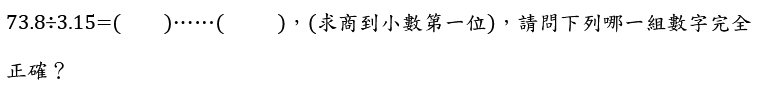 73.8÷3.15=(　　)……(　　)，(求商到小數第一位)，請問下列哪一組數字完全
正確？